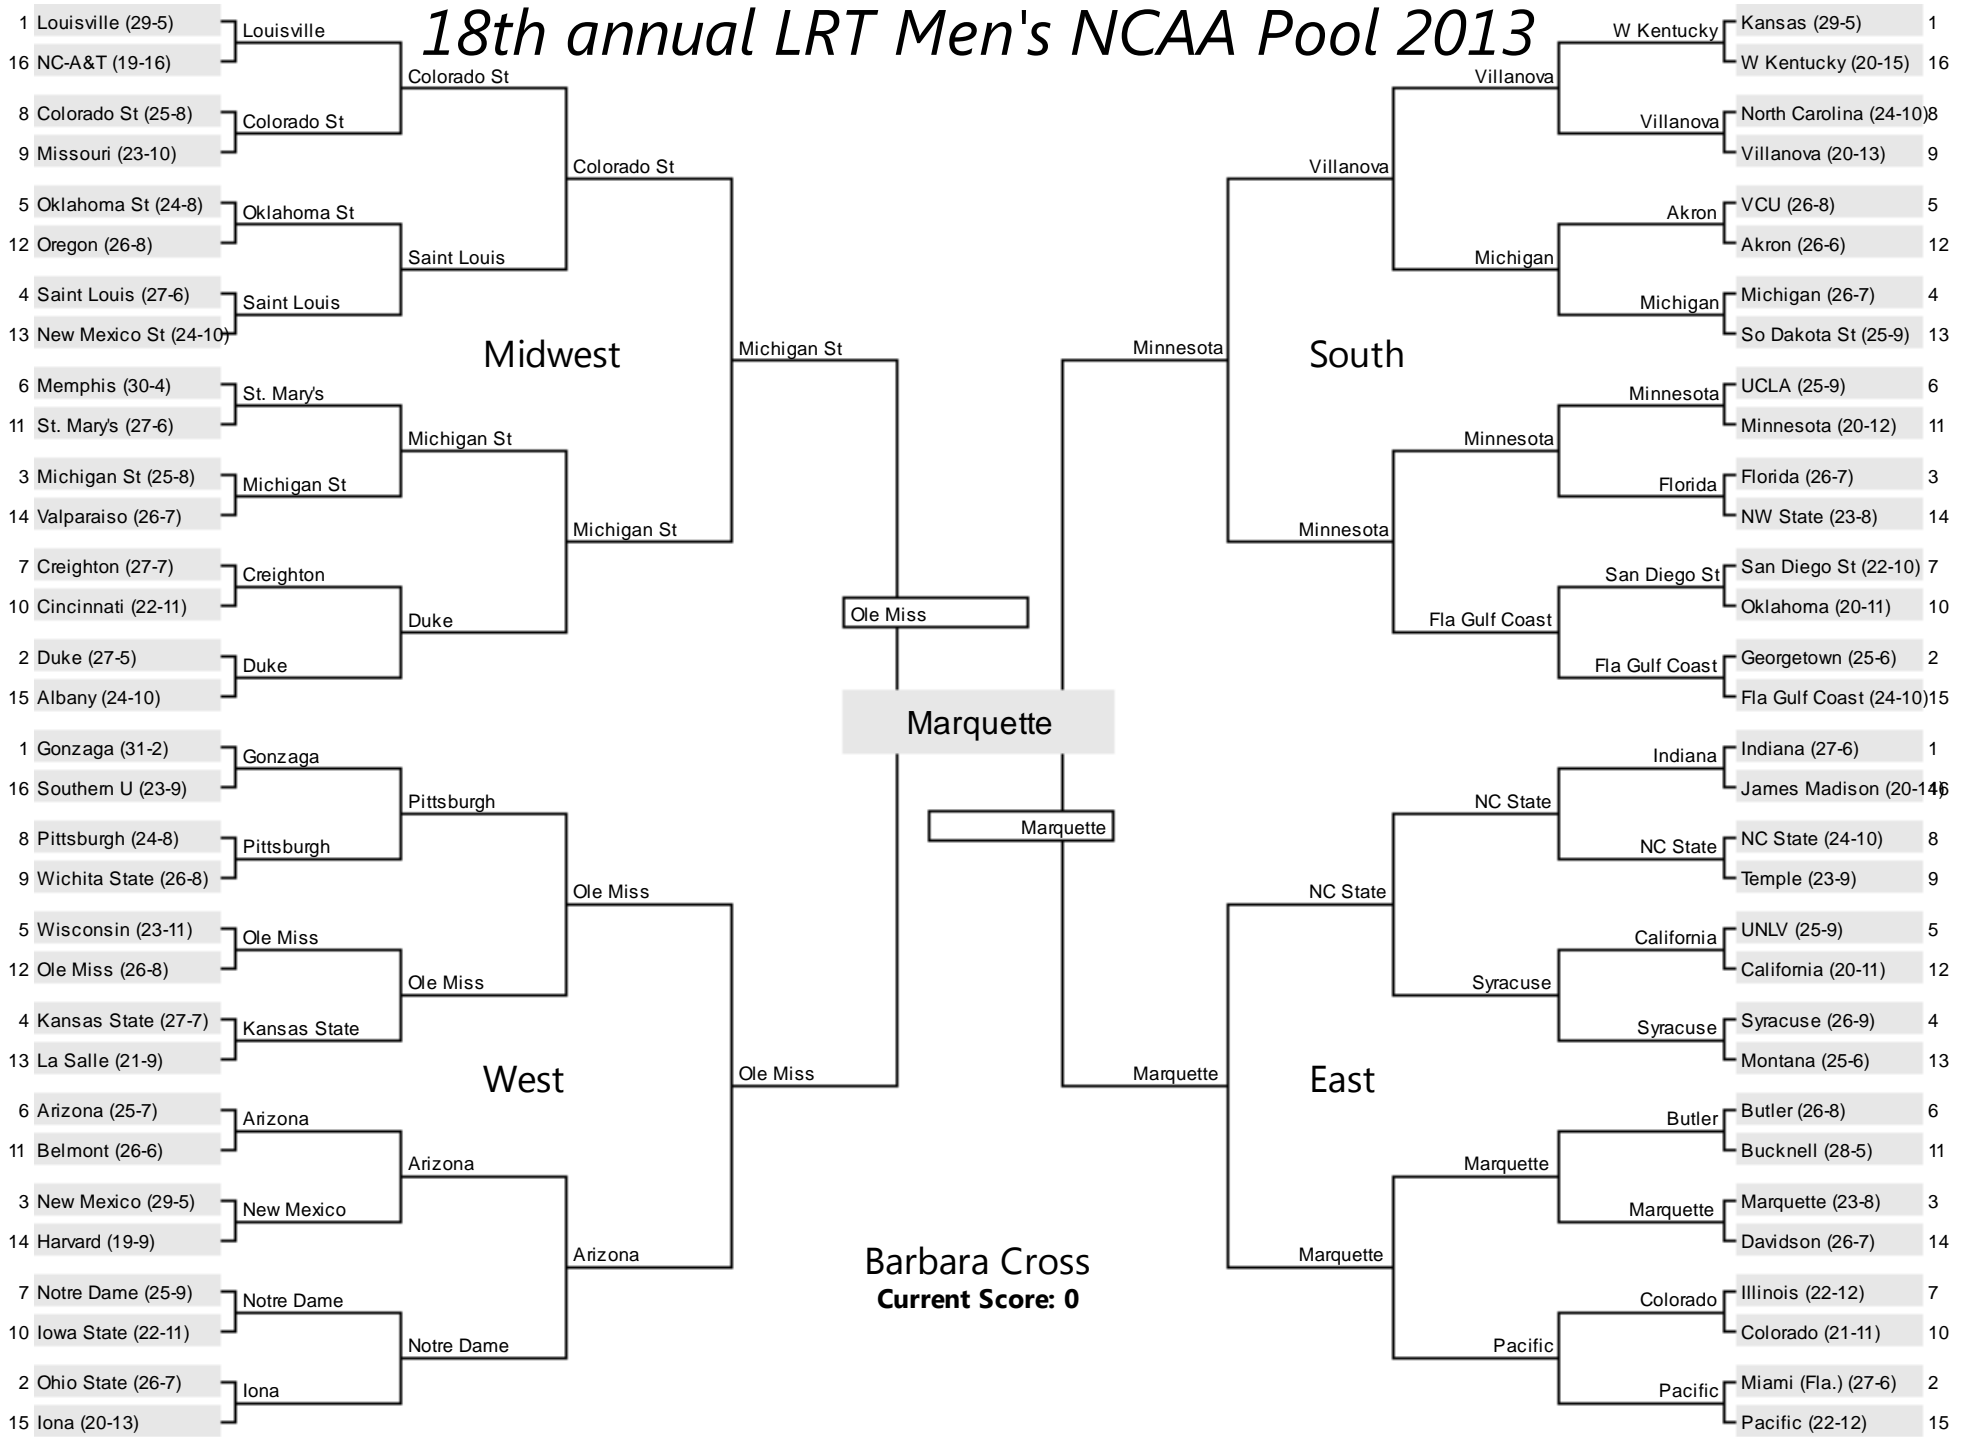 18th annual LRT Men's NCAA Pool 2013
1 Louisville (29-5)
16 NC-A&T (19-16)
8 Colorado St (25-8)
9 Missouri (23-10)
5 Oklahoma St (24-8)
12 Oregon (26-8)
4 Saint Louis (27-6)
13 New Mexico St (24-10)
6 Memphis (30-4)
11 St. Mary's (27-6)
3 Michigan St (25-8)
14 Valparaiso (26-7)
7 Creighton (27-7)
10 Cincinnati (22-11)
2 Duke (27-5)
15 Albany (24-10)
Louisville
Colorado St
Oklahoma St
Saint Louis
St. Mary's
Michigan St
Creighton
Duke
Colorado St
Saint Louis
Michigan St
Duke
Colorado St
Michigan St
Midwest
Michigan St
1 Gonzaga (31-2)
16 Southern U (23-9)
8 Pittsburgh (24-8)
9 Wichita State (26-8)
5 Wisconsin (23-11)
12 Ole Miss (26-8)
4 Kansas State (27-7)
13 La Salle (21-9)
6 Arizona (25-7)
11 Belmont (26-6)
3 New Mexico (29-5)
14 Harvard (19-9)
7 Notre Dame (25-9)
10 Iowa State (22-11)
2 Ohio State (26-7)
15 Iona (20-13)
Gonzaga
Pittsburgh
Ole Miss
Kansas State
Arizona
New Mexico
Notre Dame
Iona
Pittsburgh
Ole Miss
Arizona
Notre Dame
Ole Miss
Arizona
West
Ole Miss
Ole Miss
Marquette
Marquette
Barbara Cross
Current Score: 0
Kansas (29-5) 1
W Kentucky (20-15) 16
North Carolina (24-10) 8
Villanova (20-13) 9
VCU (26-8) 5
Akron (26-6) 12
Michigan (26-7) 4
So Dakota St (25-9) 13
UCLA (25-9) 6
Minnesota (20-12) 11
Florida (26-7) 3
NW State (23-8) 14
San Diego St (22-10) 7
Oklahoma (20-11) 10
Georgetown (25-6) 2
Fla Gulf Coast (24-10) 15
W Kentucky
Villanova
Akron
Michigan
Minnesota
Florida
San Diego St
Fla Gulf Coast
Villanova
Michigan
Minnesota
Fla Gulf Coast
Villanova
Minnesota
South
Minnesota
Indiana (27-6) 1
James Madison (20-14) 16
NC State (24-10) 8
Temple (23-9) 9
UNLV (25-9) 5
California (20-11) 12
Syracuse (26-9) 4
Montana (25-6) 13
Butler (26-8) 6
Bucknell (28-5) 11
Marquette (23-8) 3
Davidson (26-7) 14
Illinois (22-12) 7
Colorado (21-11) 10
Miami (Fla.) (27-6) 2
Pacific (22-12) 15
Indiana
NC State
California
Syracuse
Butler
Marquette
Colorado
Pacific
NC State
Syracuse
Marquette
Pacific
NC State
Marquette
East
Marquette